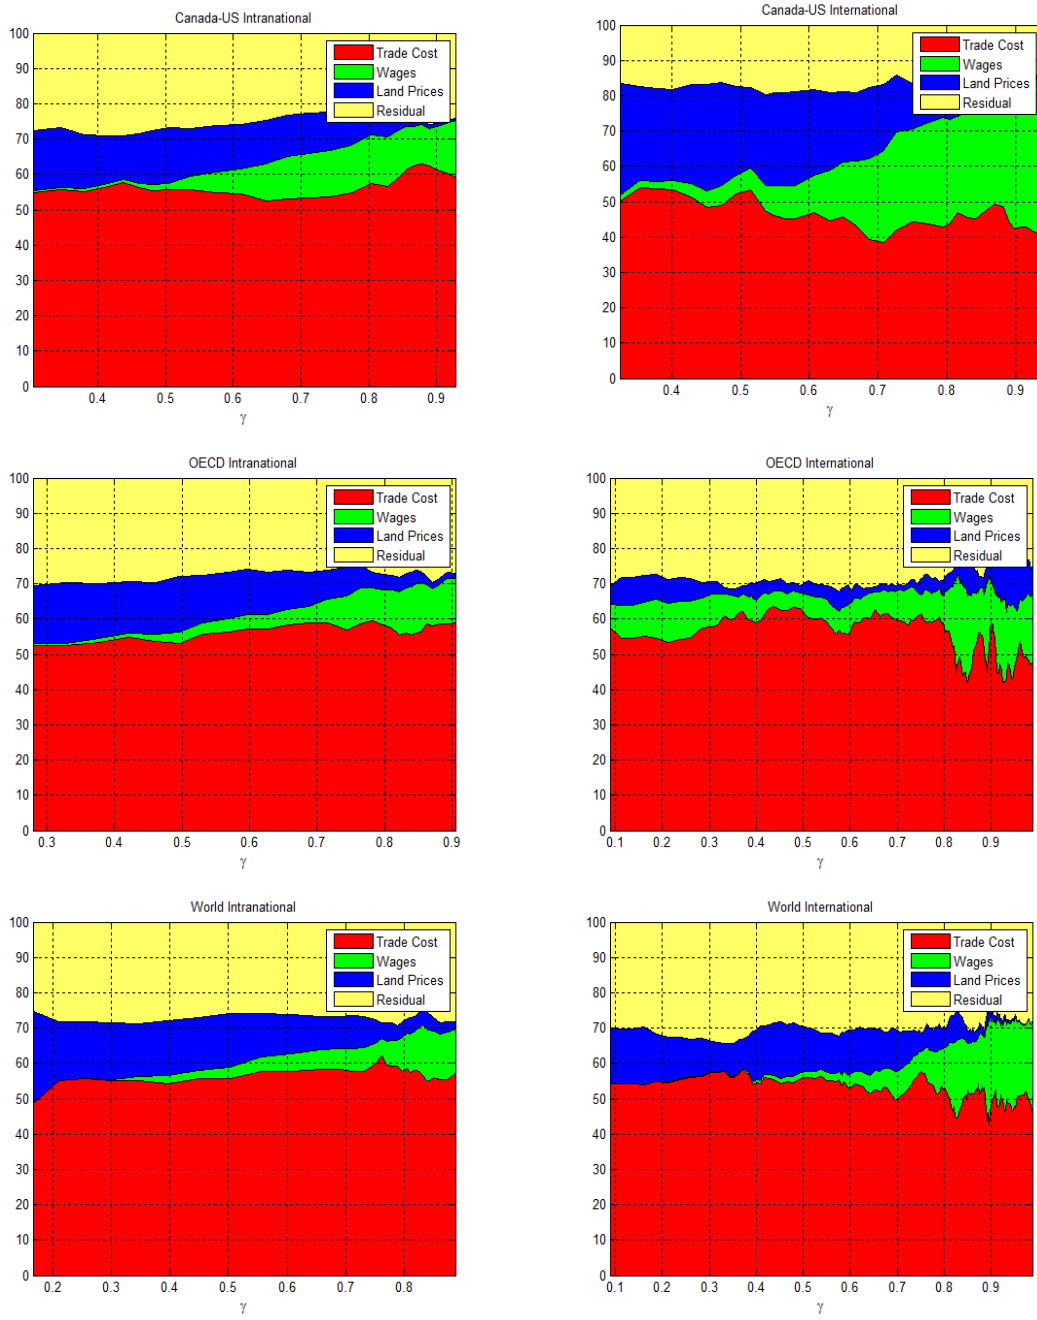 Canada-US Intranational
100
90
80
70
60
50
40
30
20
10
0
Trade Cost
Wages
Land Prices
Residual
0.4 0.5 0.6 0.7 0.8 0.9
γ
Canada-US International
100
90
80
70
60
50
40
30
20
10
0
Trade Cost
Wages
Land Prices
Residual
0.4 0.5 0.6 0.7 0.8 0.9
γ
OECD Intranational
100
90
80
70
60
50
40
30
20
10
0
Trade Cost
Wages
Land Prices
Residual
0.3 0.4 0.5 0.6 0.7 0.8 0.9
γ
OECD International
100
90
80
70
60
50
40
30
20
10
0
Trade Cost
Wages
Land Prices
Residual
0.1 0.2 0.3 0.4 0.5 0.6 0.7 0.8 0.9
γ
World Intranational
100
90
80
70
60
50
40
30
20
10
0
Trade Cost
Wages
Land Prices
Residual
0.2 0.3 0.4 0.5 0.6 0.7 0.8
γ
World International
100
90
80
70
60
50
40
30
20
10
0
Trade Cost
Wages
Land Prices
Residual
0.1 0.2 0.3 0.4 0.5 0.6 0.7 0.8 0.9
γ